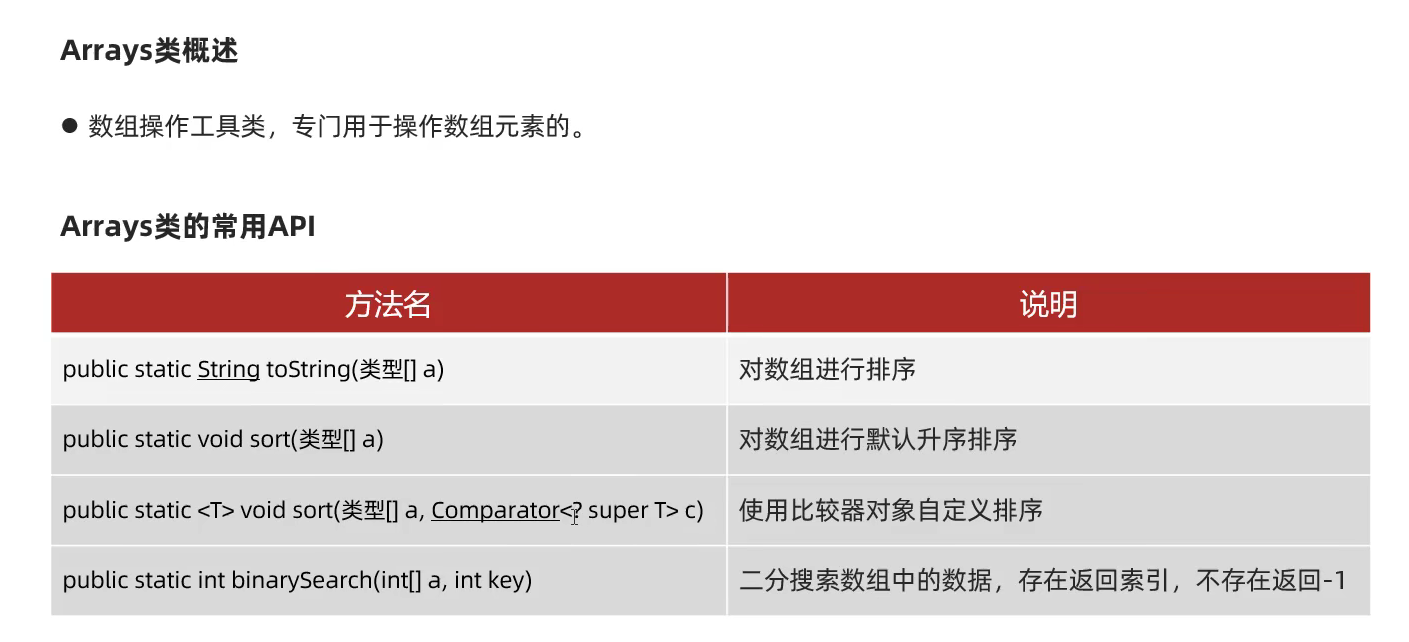 Arrays类概述
● 数组操作工具类，专门用于操作数组元素的。
Arrays类的常用API
方法名 说明
public static String toString(类型[] a) 对数组进行排序
public static void sort(类型[] a) 对数组进行默认升序排序
public static <T> void sort(类型[] a, Comparator<? super T> c) 使用比较器对象自定义排序
public static int binarySearch(int[] a, int key) 二分搜索数组中的数据，存在返回索引，不存在返回-1